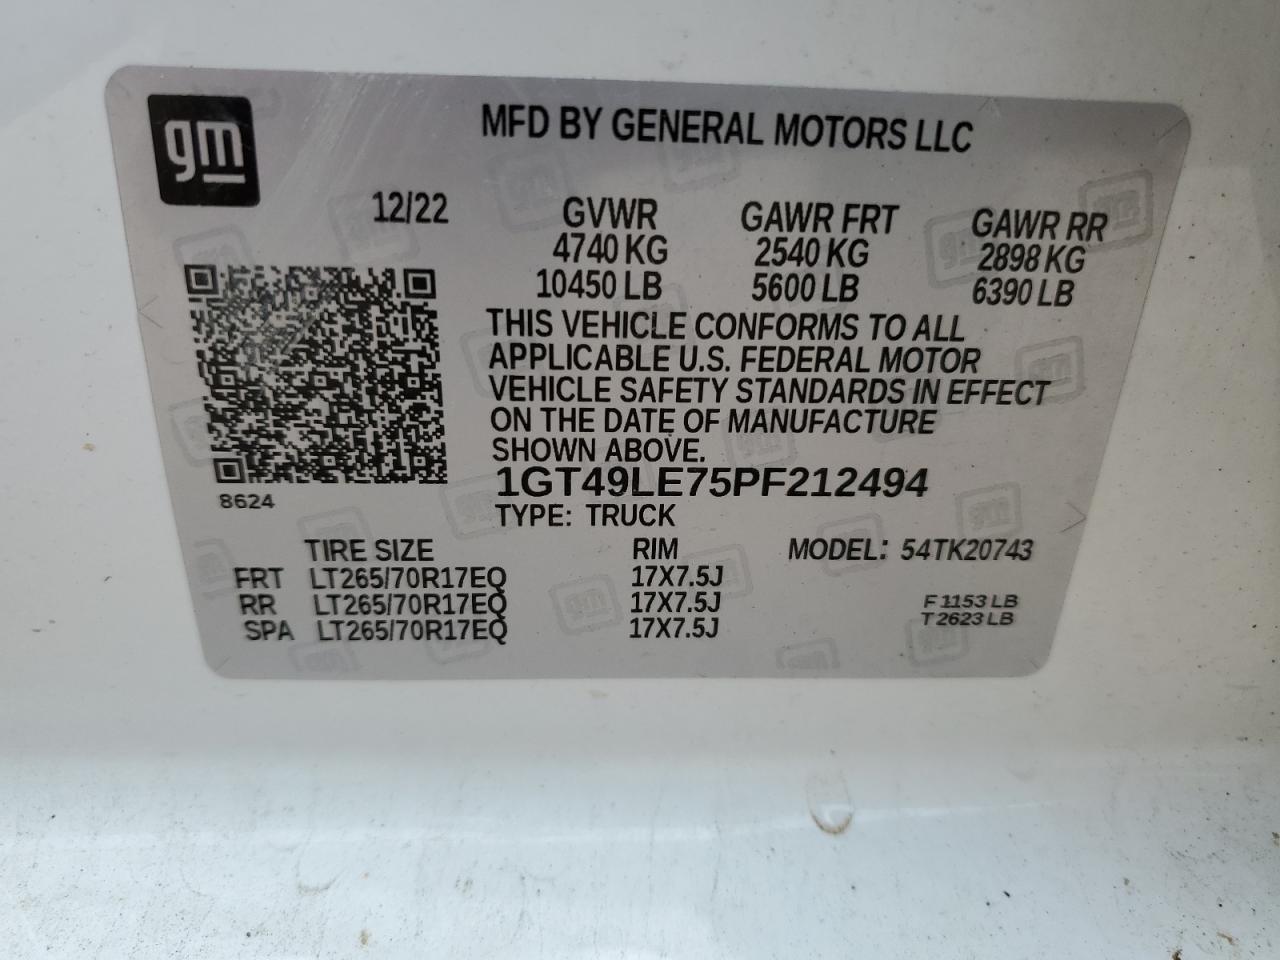 gm
MFD BY GENERAL MOTORS LLC
12/22 GVWR GAWR FRT GAWR RR
4740 KG 2540 KG 2898 KG
10450 LB 5600 LB 6390 LB
THIS VEHICLE CONFORMS TO ALL
APPLICABLE U.S. FEDERAL MOTOR
VEHICLE SAFETY STANDARDS IN EFFECT
ON THE DATE OF MANUFACTURE
SHOWN ABOVE.
1GT49LE75PF212494
8624
TYPE: TRUCK
TIRE SIZE RIM MODEL: 54TK20743
FRT LT265/70R17EQ 17X7.5J
RR LT265/70R17EQ 17X7.5J F 1153 LB
SPA LT265/70R17EQ 17X7.5J T 2623 LB